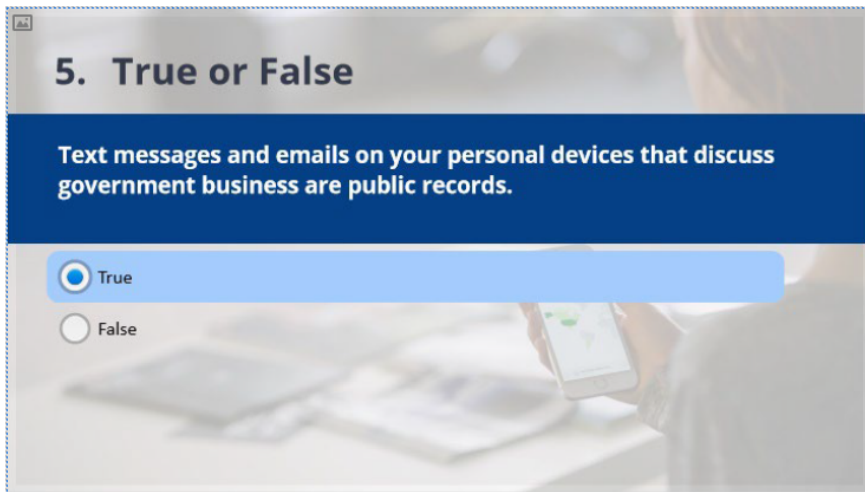 5. True or False
Text messages and emails on your personal devices that discuss
government business are public records.
True
False